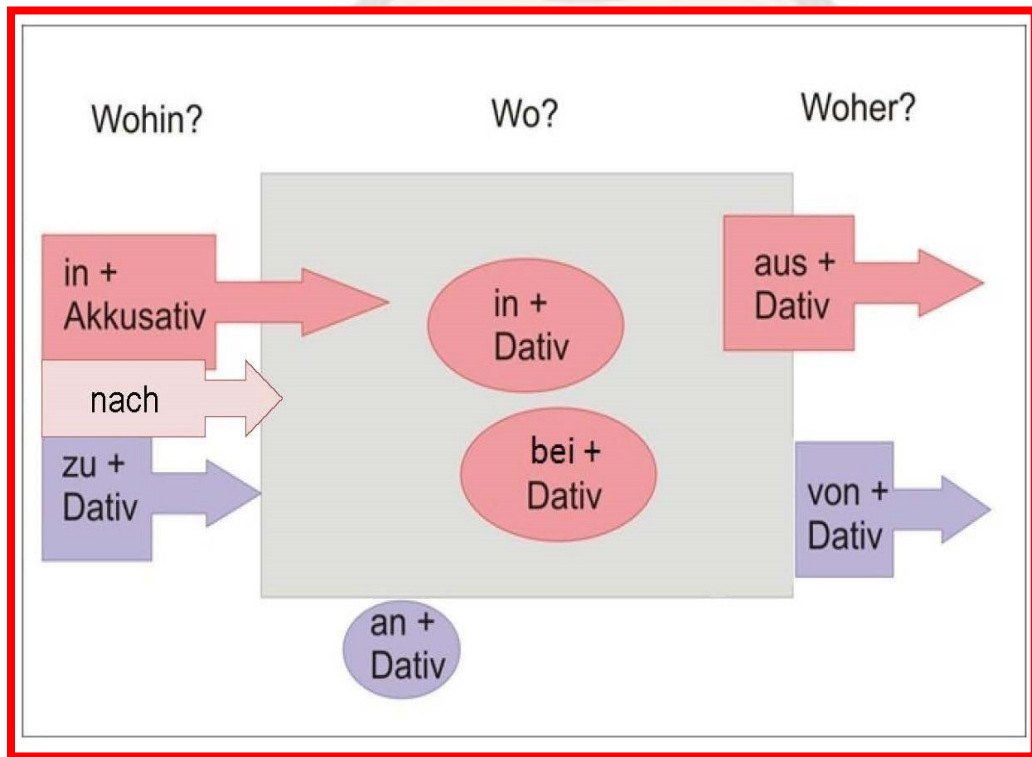 Wohin?
Wo?
Woher?
in +
Akkusativ
nach
zu +
Dativ
in +
Dativ
bei +
Dativ
an +
Dativ
aus +
Dativ
von +
Dativ